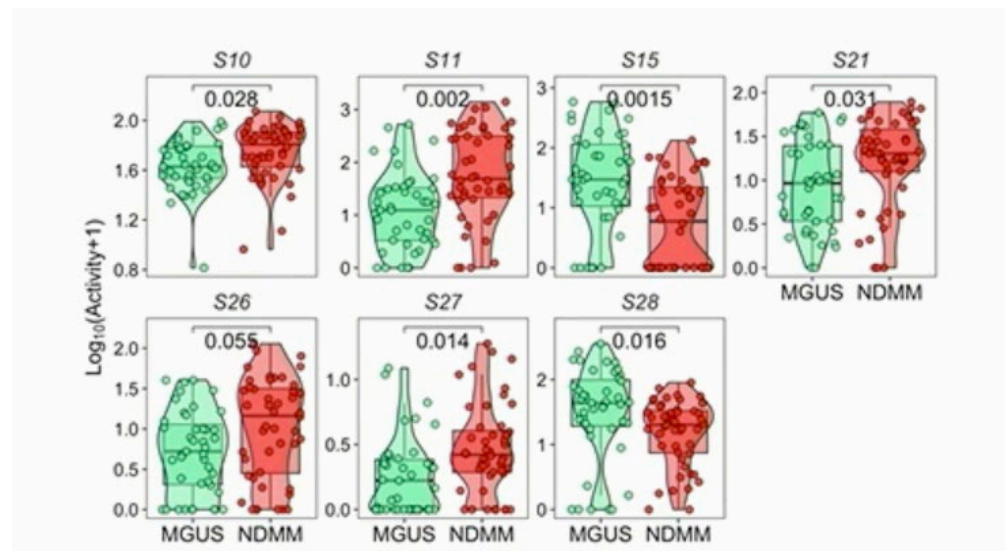 S10 S11 S15 S21
0.028 0.002 0.0015 0.031
2.0 1.6 1.2 0.8
3 2 1 0
3 2 1 0
2.0 1.5 1.0 0.5 0.0
MGUS NDMM
Log10(Activity+1)
S26 S27 S28
0.055 0.014 0.016
2.0 1.5 1.0 0.5 0.0
1.0 0.5 0.0
2 1 0
MGUS NDMM MGUS NDMM MGUS NDMM